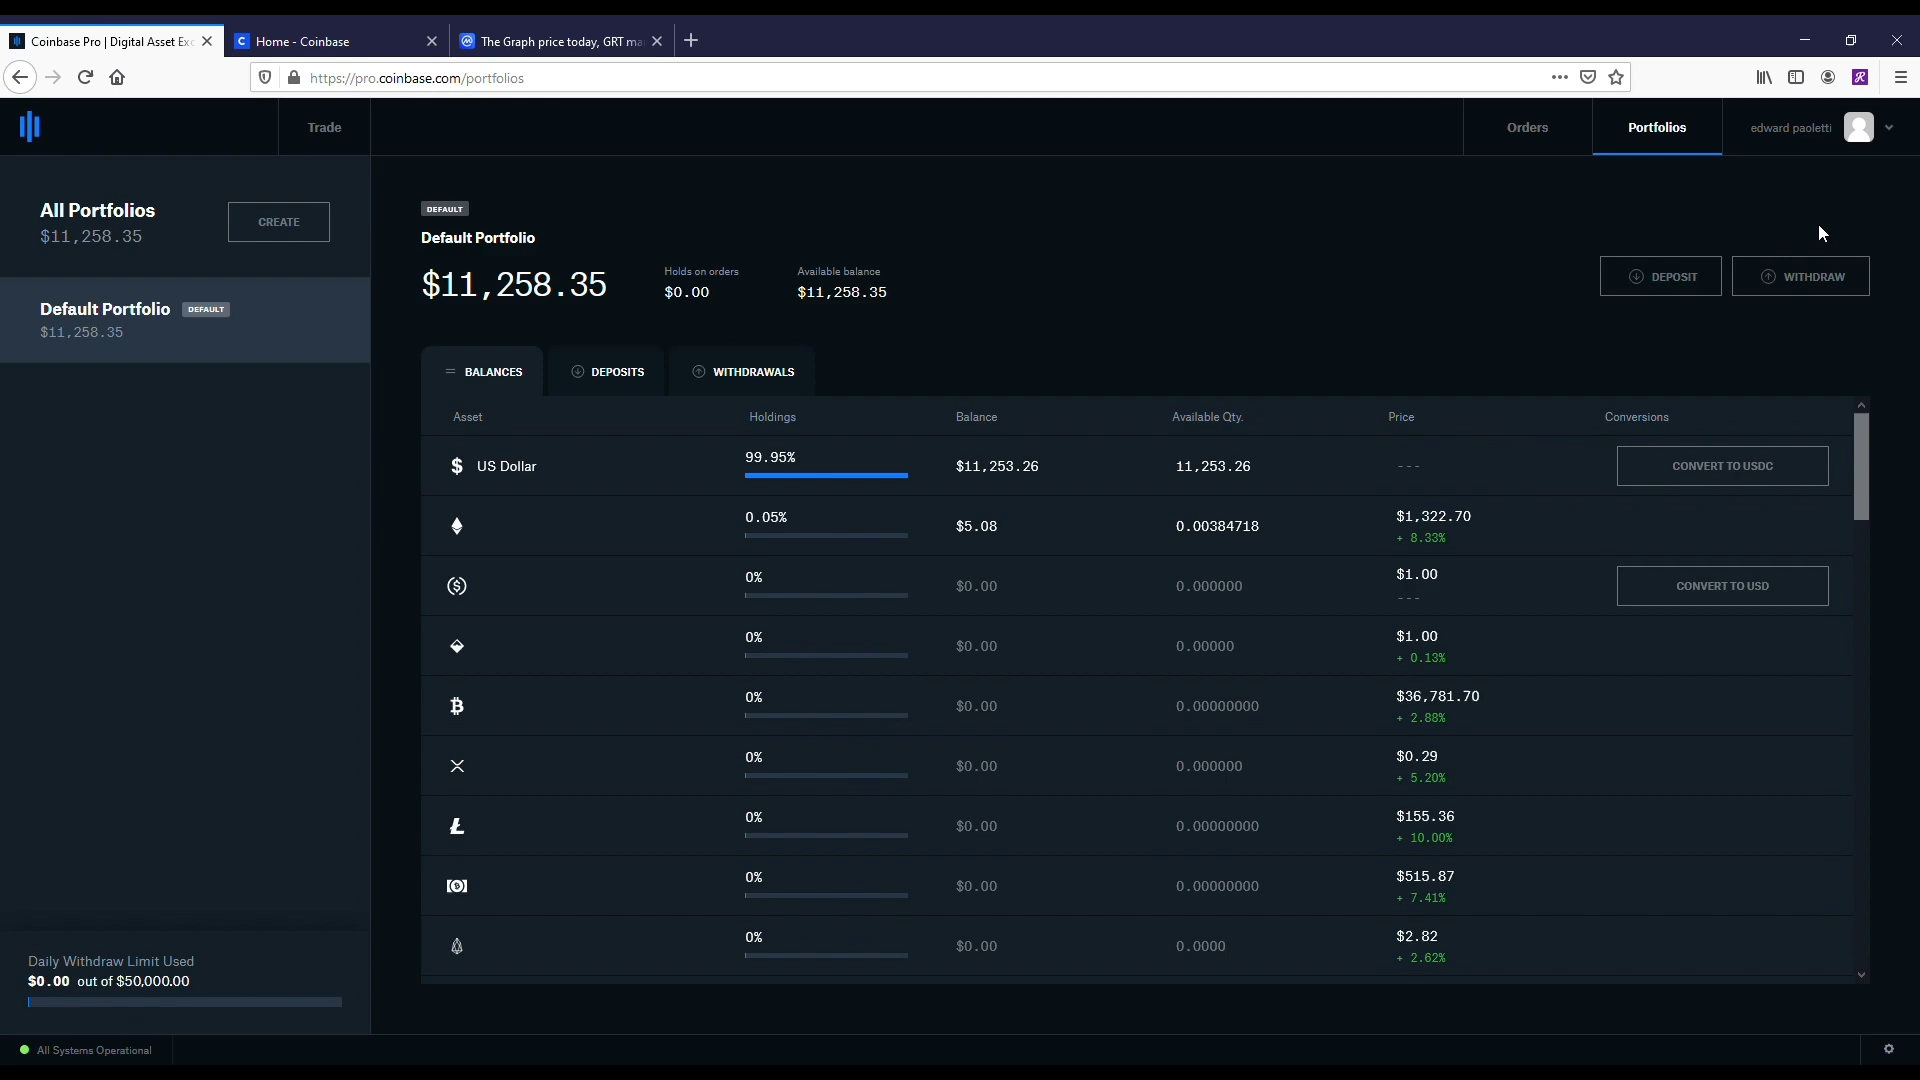 Coinbase Pro | Digital Asset Exc
Home - Coinbase
The Graph price today, GRT ma
https://pro.coinbase.com/portfolios
Trade
Orders
Portfolios
edward paoletti
All Portfolios
$11,258.35
CREATE
Default Portfolio DEFAULT
$11,258.35
DEFAULT
Default Portfolio
$11,258.35
Holds on orders
$0.00
Available balance
$11,258.35
DEPOSIT
WITHDRAW
BALANCES
DEPOSITS
WITHDRAWALS
Asset Holdings Balance Available Qty. Price Conversions
$ US Dollar 99.95% $11,253.26 11,253.26 --- CONVERT TO USDC
0.05% $5.08 0.00384718 $1,322.70
+ 8.33%
0% $0.00 0.000000 $1.00 CONVERT TO USD
---
0% $0.00 0.00000 $1.00
+ 0.13%
0% $0.00 0.00000000 $36,781.70
+ 2.88%
0% $0.00 0.000000 $0.29
+ 5.20%
0% $0.00 0.00000000 $155.36
+ 10.00%
0% $0.00 0.00000000 $515.87
+ 7.41%
0% $0.00 0.0000 $2.82
+ 2.62%
Daily Withdraw Limit Used
$0.00 out of $50,000.00
All Systems Operational